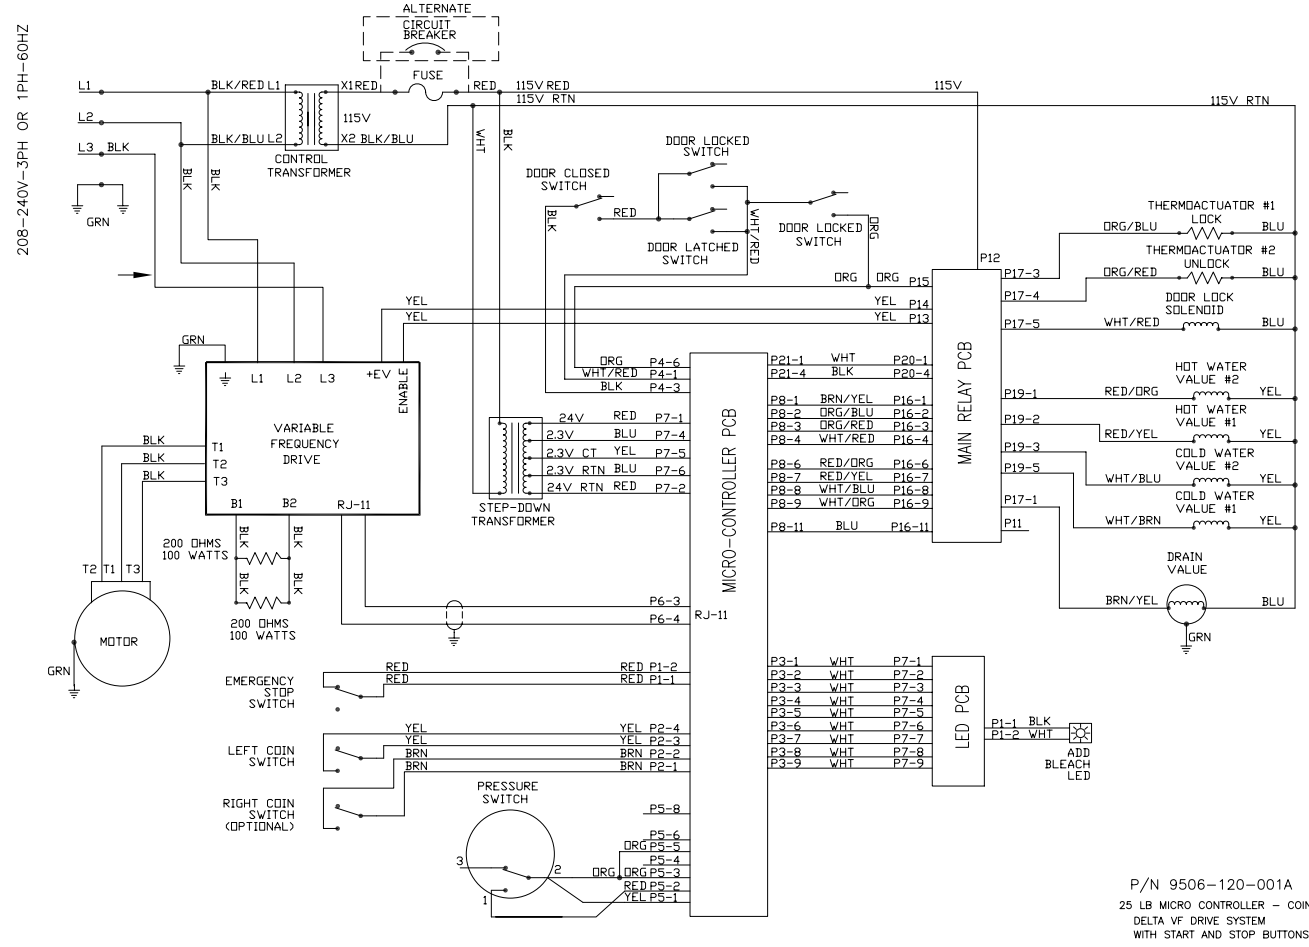 208-240V-3PH OR 1PH-60HZ
ALTERNATE
CIRCUIT
BREAKER
FUSE
L1
BLK/RED L1
X1 RED
RED
115V RED
115V
115V RTN
115V RTN
L2
115V
BLK/BLU L2
X2 BLK/BLU
L3 BLK
CONTROL
TRANSFORMER
GRN
BLK
BLK
WHT
BLK
DOOR LOCKED
SWITCH
DOOR CLOSED
SWITCH
BLK
RED
DOOR LATCHED
SWITCH
WHT/RED
DOOR LOCKED
SWITCH
ORG
THERMOACTUATOR #1
LOCK
ORG/BLU
BLU
THERMOACTUATOR #2
UNLOCK
ORG/RED
BLU
DOOR LOCK
SOLENOID
WHT/RED
BLU
P12
ORG
ORG
P15
P17-3
YEL
YEL
P14
P17-4
YEL
YEL
P13
P17-5
GRN
L1
L2
L3
+EV
ENABLE
VARIABLE
FREQUENCY
DRIVE
BLK
T1
BLK
T2
BLK
T3
B1
B2
RJ-11
ORG
P4-6
WHT/RED
P4-1
BLK
P4-3
24V
RED
P7-1
2.3V
BLU
P7-4
2.3V CT
YEL
P7-5
2.3V RTN
BLU
P7-6
24V RTN
RED
P7-2
STEP-DOWN
TRANSFORMER
MICRO-CONTROLLER PCB
P21-1
WHT
P20-1
P21-4
BLK
P20-4
P8-1
BRN/YEL
P16-1
P8-2
ORG/BLU
P16-2
P8-3
ORG/RED
P16-3
P8-4
WHT/RED
P16-4
P8-6
RED/ORG
P16-6
P8-7
RED/YEL
P16-7
P8-8
WHT/BLU
P16-8
P8-9
WHT/ORG
P16-9
P8-11
BLU
P16-11
MAIN RELAY PCB
HOT WATER
VALUE #2
P19-1
RED/ORG
YEL
HOT WATER
VALUE #1
P19-2
RED/YEL
YEL
COLD WATER
VALUE #2
P19-3
WHT/BLU
YEL
COLD WATER
VALUE #1
P19-5
WHT/BRN
YEL
P17-1
P11
DRAIN
VALUE
BRN/YEL
BLU
GRN
BLK
BLK
200 OHMS
100 WATTS
BLK
BLK
200 OHMS
100 WATTS
T2 T1 T3
MOTOR
GRN
P6-3
P6-4
RJ-11
EMERGENCY
STOP
SWITCH
RED
RED P1-2
RED
RED P1-1
LEFT COIN
SWITCH
YEL
YEL P2-4
YEL
YEL P2-3
BRN
BRN P2-2
BRN
BRN P2-1
RIGHT COIN
SWITCH
(OPTIONAL)
PRESSURE
SWITCH
3
2
1
P5-8
P5-6
ORG P5-5
P5-4
ORG
ORG P5-3
RED P5-2
YEL P5-1
P3-1
WHT
P7-1
P3-2
WHT
P7-2
P3-3
WHT
P7-3
P3-4
WHT
P7-4
P3-5
WHT
P7-5
P3-6
WHT
P7-6
P3-7
WHT
P7-7
P3-8
WHT
P7-8
P3-9
WHT
P7-9
LED PCB
P1-1 BLK
P1-2 WHT
ADD
BLEACH
LED
P/N 9506-120-001A
25 LB MICRO CONTROLLER - COIN
DELTA VF DRIVE SYSTEM
WITH START AND STOP BUTTONS